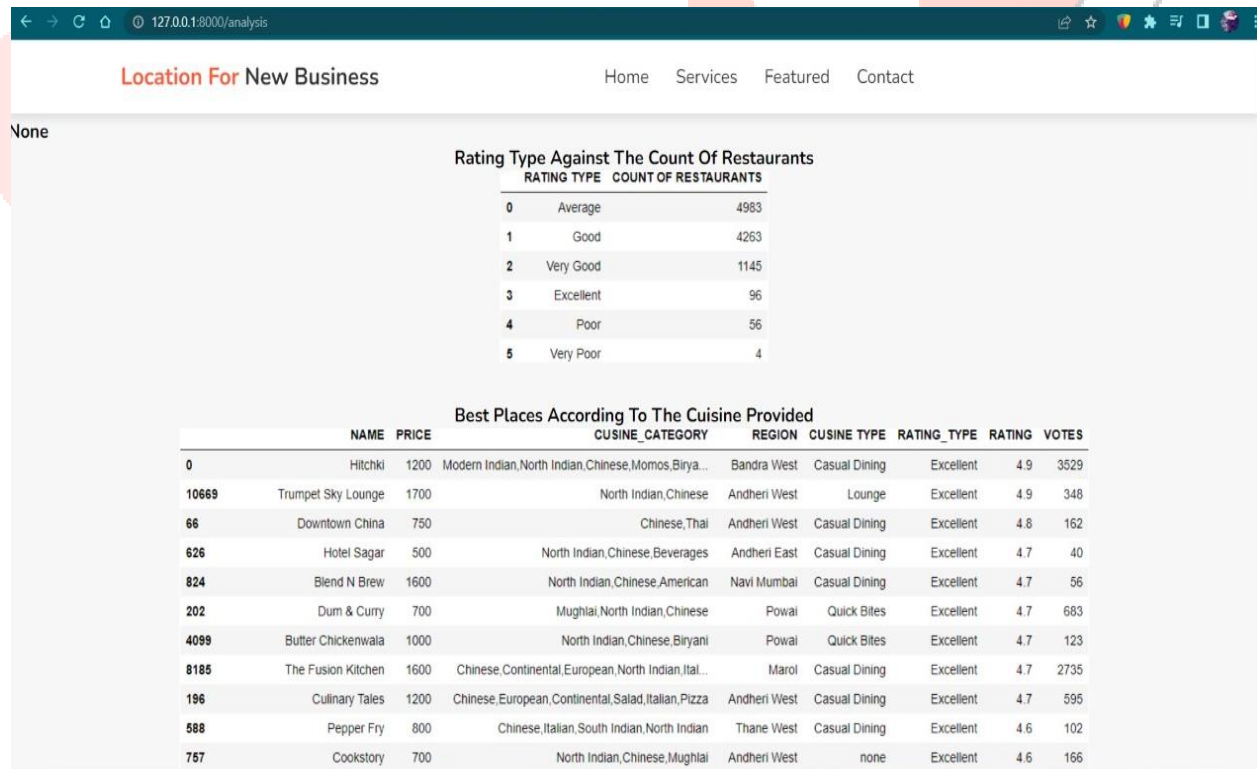 127.0.0.1:8000/analysis
Location For New Business Home Services Featured Contact
None
Rating Type Against The Count Of Restaurants
RATING TYPE COUNT OF RESTAURANTS
0 Average 4983
1 Good 4263
2 Very Good 1145
3 Excellent 96
4 Poor 56
5 Very Poor 4
Best Places According To The Cuisine Provided
NAME PRICE CUSINE_CATEGORY REGION CUSINE TYPE RATING_TYPE RATING VOTES
0 Hitchki 1200 Modern Indian,North Indian,Chinese,Momos,Birya... Bandra West Casual Dining Excellent 4.9 3529
10669 Trumpet Sky Lounge 1700 North Indian,Chinese Andheri West Lounge Excellent 4.9 348
66 Downtown China 750 Chinese,Thai Andheri West Casual Dining Excellent 4.8 162
626 Hotel Sagar 500 North Indian,Chinese,Beverages Andheri East Casual Dining Excellent 4.7 40
824 Blend N Brew 1600 North Indian,Chinese,American Navi Mumbai Casual Dining Excellent 4.7 56
202 Dum & Curry 700 Mughlai,North Indian,Chinese Powai Quick Bites Excellent 4.7 683
4099 Butter Chickenwala 1000 North Indian,Chinese,Biryani Powai Quick Bites Excellent 4.7 123
8185 The Fusion Kitchen 1600 Chinese,Continental,European,North Indian,Ital... Marol Casual Dining Excellent 4.7 2735
196 Culinary Tales 1200 Chinese,European,Continental,Salad,Italian,Pizza Andheri West Casual Dining Excellent 4.7 595
588 Pepper Fry 800 Chinese,Italian,South Indian,North Indian Thane West Casual Dining Excellent 4.6 102
757 Cookstory 700 North Indian,Chinese,Mughlai Andheri West none Excellent 4.6 166